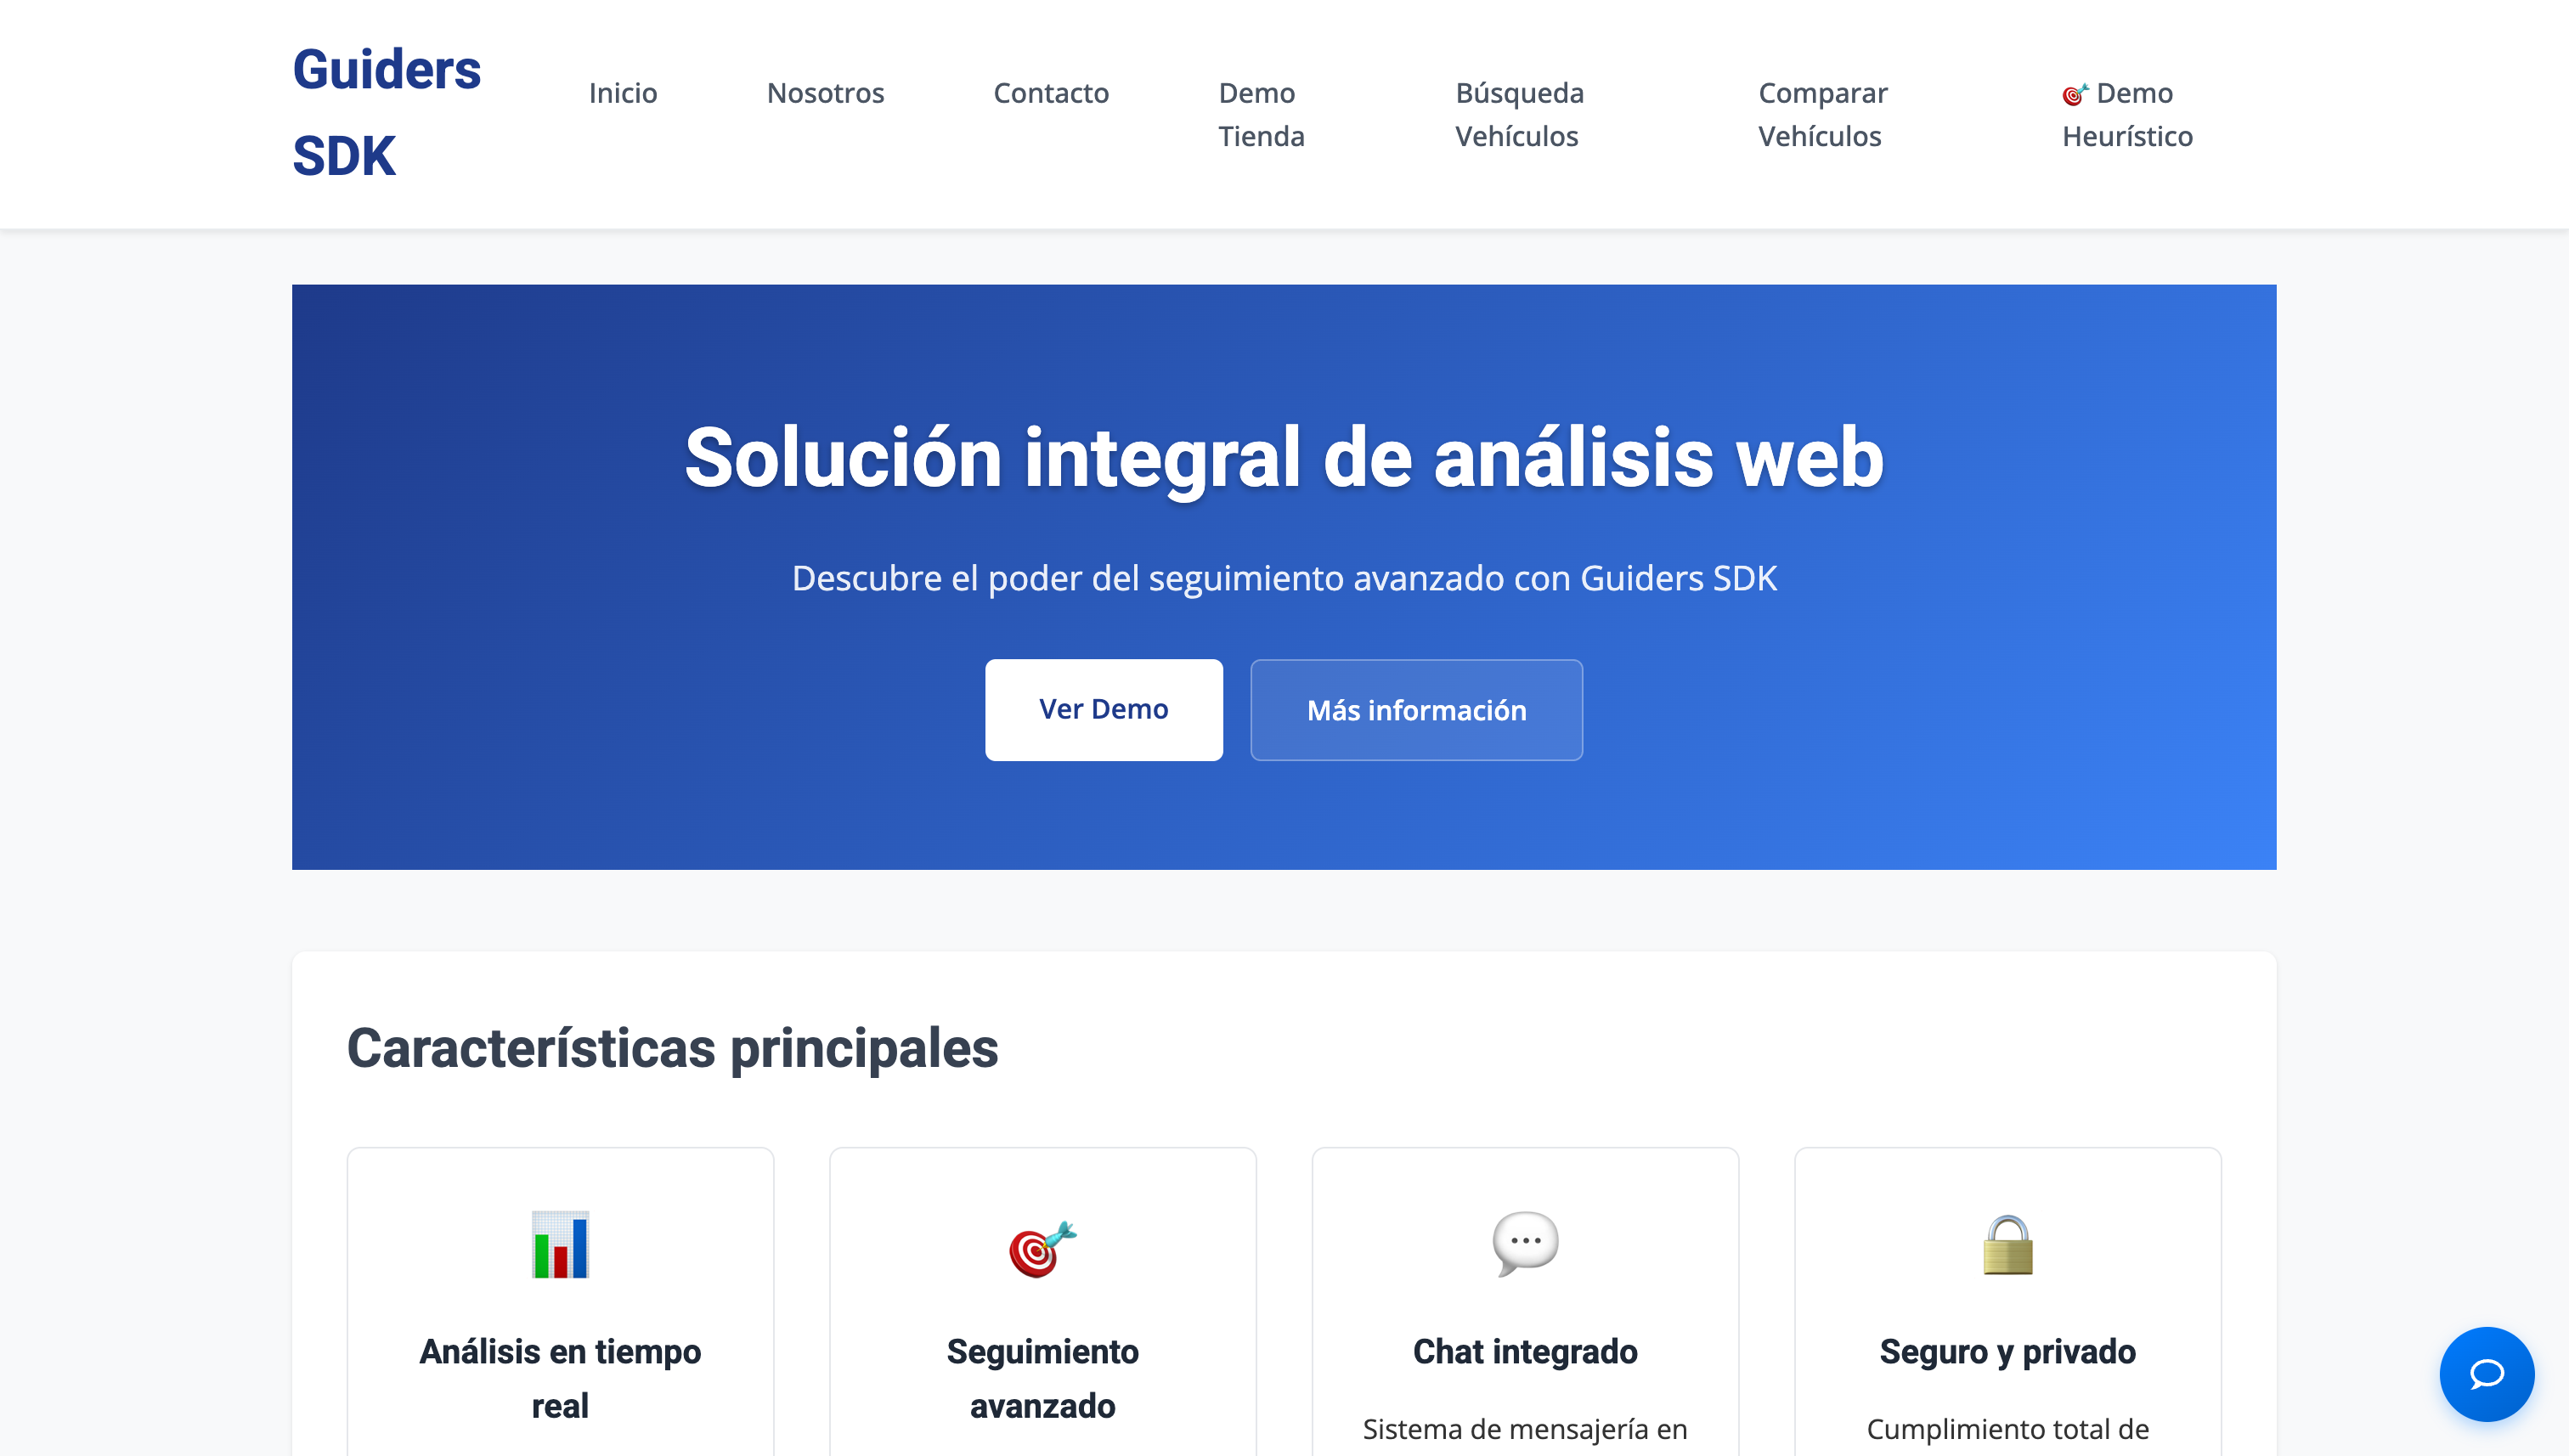 Guiders
SDK
Inicio
Nosotros
Contacto
Demo
Tienda
Búsqueda
Vehículos
Comparar
Vehículos
🎯 Demo
Heurístico
Solución integral de análisis web
Descubre el poder del seguimiento avanzado con Guiders SDK
Ver Demo
Más información
Características principales
Análisis en tiempo
real
Seguimiento
avanzado
Chat integrado
Sistema de mensajería en
Seguro y privado
Cumplimiento total de